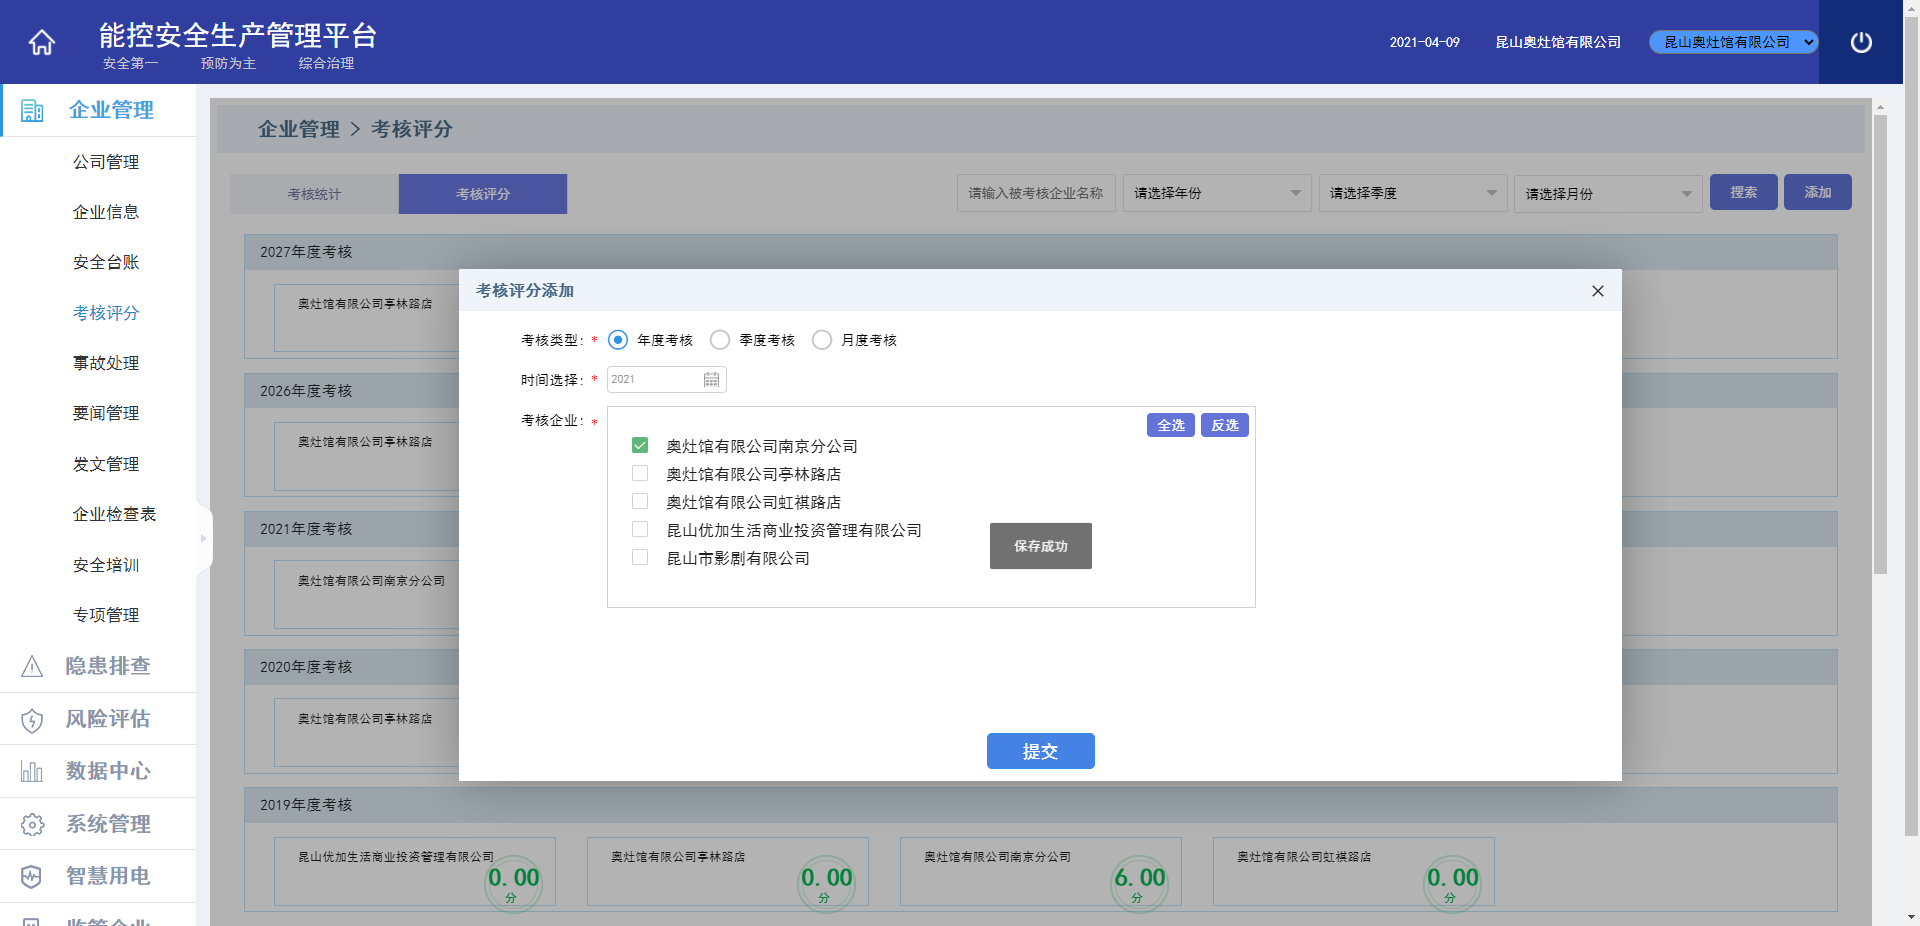 能控安全生产管理平台
安全第一 预防为主 综合治理
2021-04-09 昆山奥灶馆有限公司 昆山奥灶馆有限公司
企业管理
公司管理
企业信息
安全台账
考核评分
事故处理
要闻管理
发文管理
企业检查表
安全培训
专项管理
隐患排查
风险评估
数据中心
系统管理
智慧用电
监管企业
企业管理 > 考核评分
考核统计 考核评分 请输入被考核企业名称 请选择年份 请选择季度 请选择月份 搜索 添加
2027年度考核
奥灶馆有限公司亭林路店
2026年度考核
奥灶馆有限公司亭林路店
2021年度考核
奥灶馆有限公司南京分公司
2020年度考核
奥灶馆有限公司亭林路店
2019年度考核
昆山优加生活商业投资管理有限公司 奥灶馆有限公司亭林路店 奥灶馆有限公司南京分公司 奥灶馆有限公司虹祺路店
0.00 0.00 6.00 0.00
分 分 分 分
考核评分添加
考核类型: * 年度考核 季度考核 月度考核
时间选择: * 2021
考核企业: *
全选 反选
奥灶馆有限公司南京分公司
奥灶馆有限公司亭林路店
奥灶馆有限公司虹祺路店
昆山优加生活商业投资管理有限公司
昆山市影剧有限公司
保存成功
提交